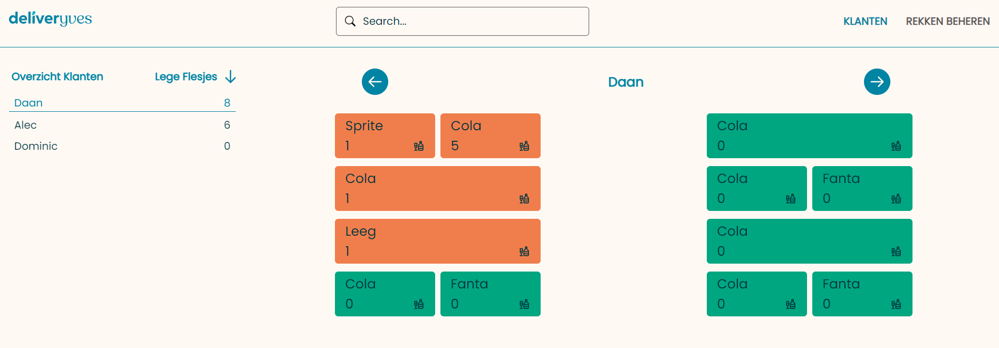 deliveryves
Search...
KLANTEN
REKKEN BEHEREN
Overzicht Klanten
Lege Flesjes
Daan 8
Alec 6
Dominic 0
Daan
Sprite
1
Cola
5
Cola
1
Leeg
1
Cola
0
Fanta
0
Cola
0
Cola
0
Fanta
0
Cola
0
Cola
0
Fanta
0